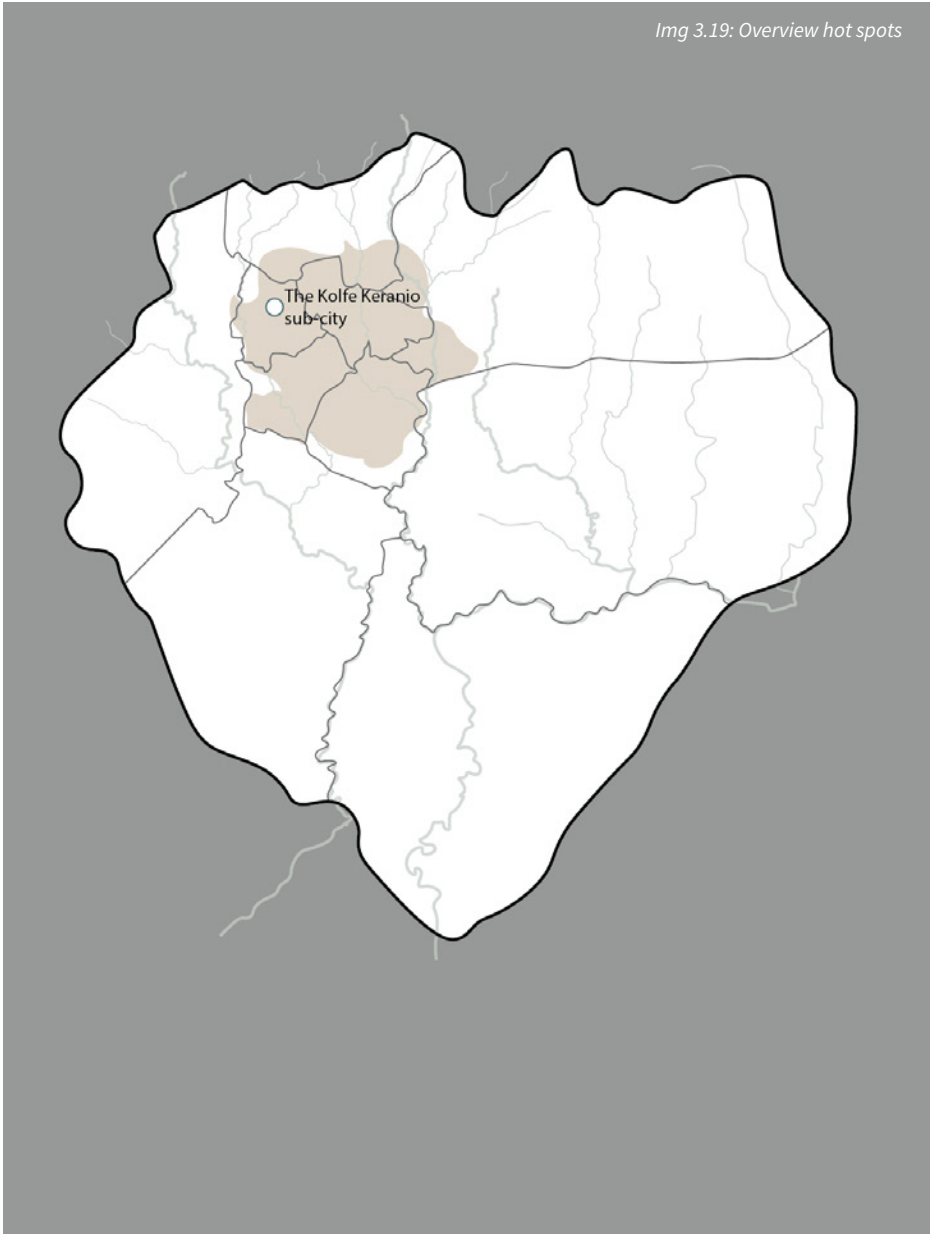 Img 3.19: Overview hot spots
The Kolfe Keranio
sub-city